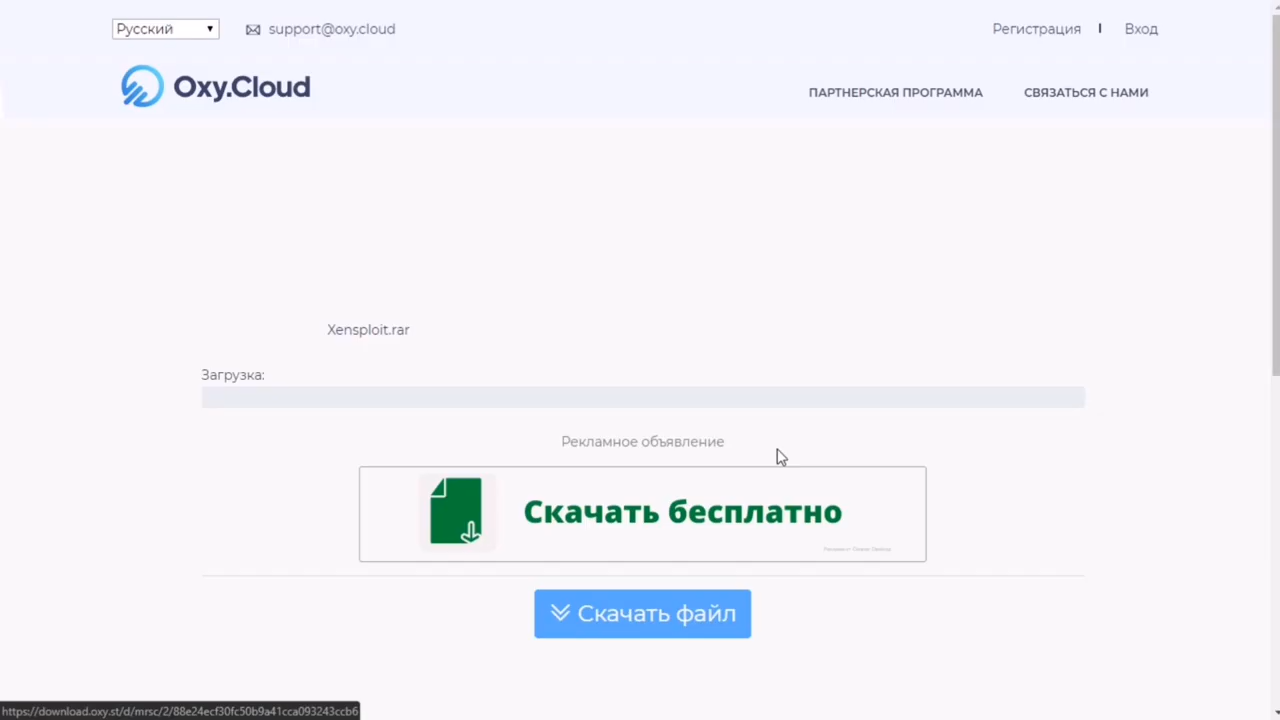 Русский
support@oxy.cloud
Регистрация
Вход
Oxy.Cloud
ПАРТНЕРСКАЯ ПРОГРАММА
СВЯЗАТЬСЯ С НАМИ
Xensploit.rar
Загрузка:
Рекламное объявление
Скачать бесплатно
Скачать файл
https://download.oxy.st/d/mrsc/2/88e24ecf30fc50b9a41cca093243ccb6